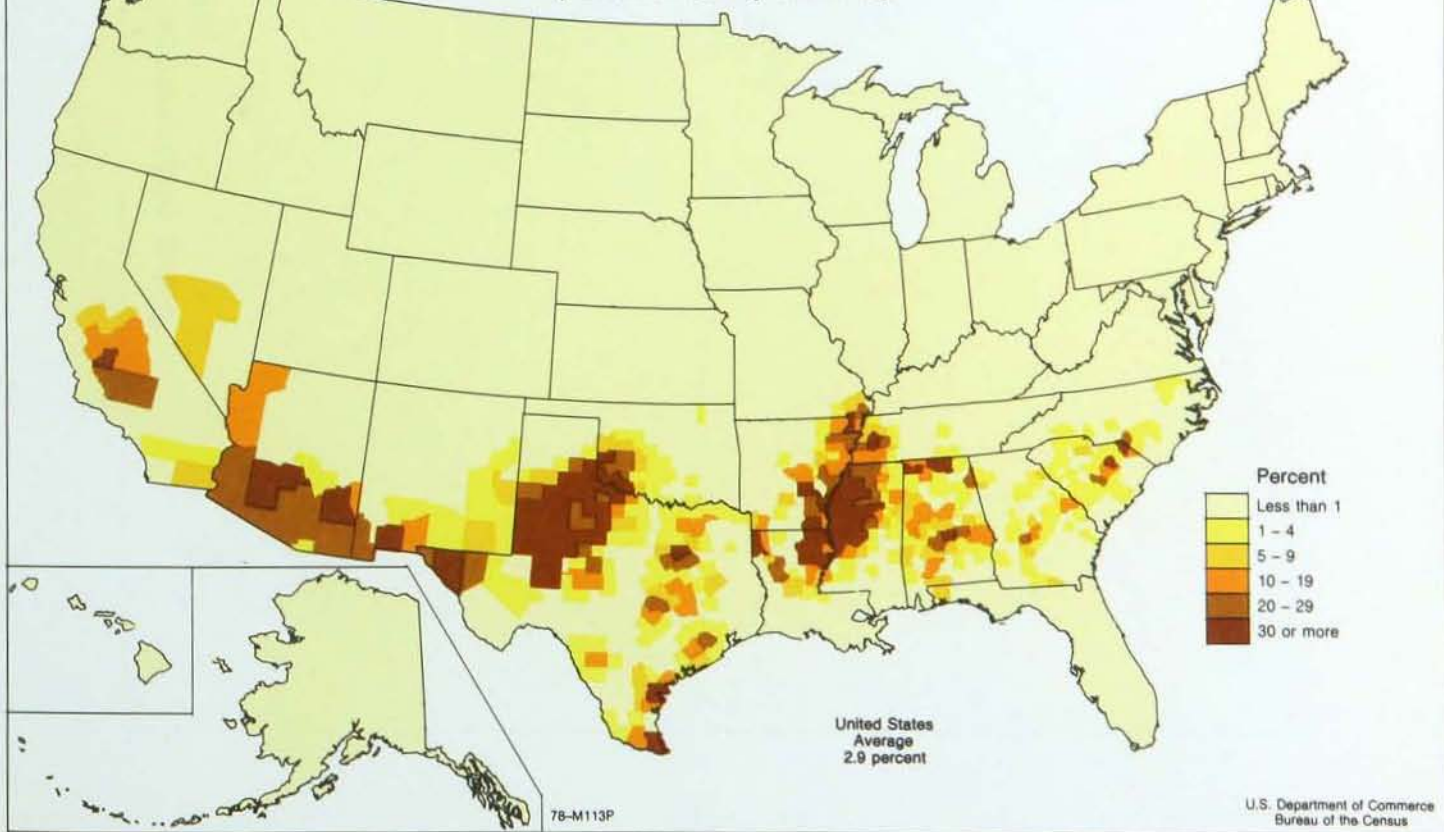 Percent
Less than 1
1 – 4
5 – 9
10 – 19
20 – 29
30 or more
United States
Average
2.9 percent
78–M113P
U.S. Department of Commerce
Bureau of the Census